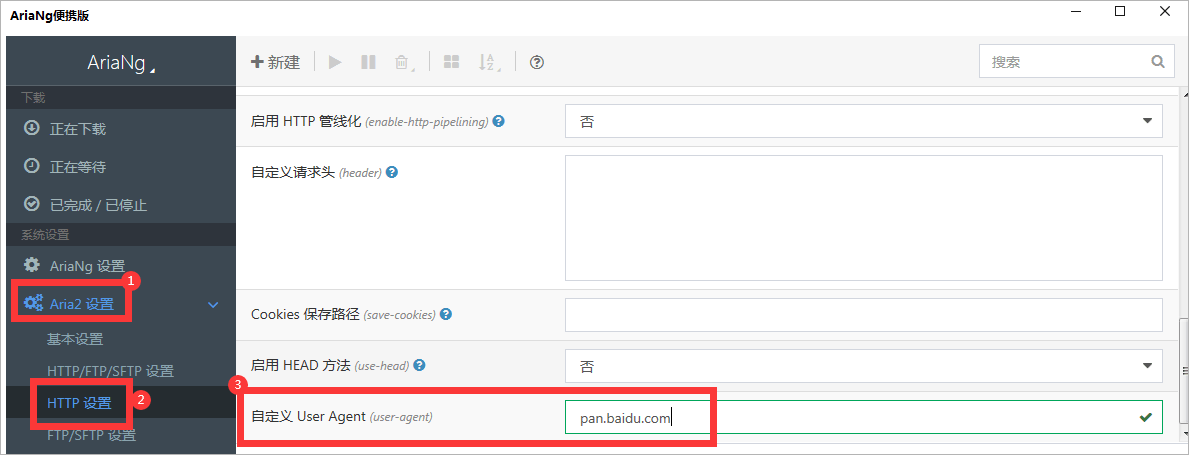 AriaNg便携版
AriaNg
新建
搜索
下载
正在下载
正在等待
已完成 / 已停止
系统设置
AriaNg 设置
1
Aria2 设置
基本设置
HTTP/FTP/SFTP 设置
HTTP 设置
2
FTP/SFTP 设置
启用 HTTP 管线化 (enable-http-pipelining)
否
自定义请求头 (header)
Cookies 保存路径 (save-cookies)
启用 HEAD 方法 (use-head)
否
3
自定义 User Agent (user-agent)
pan.baidu.com